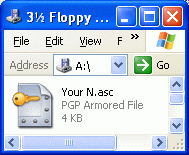 3½ Floppy ...
File Edit View F »
Address A:\ Go
Your N.asc
PGP Armored File
4 KB